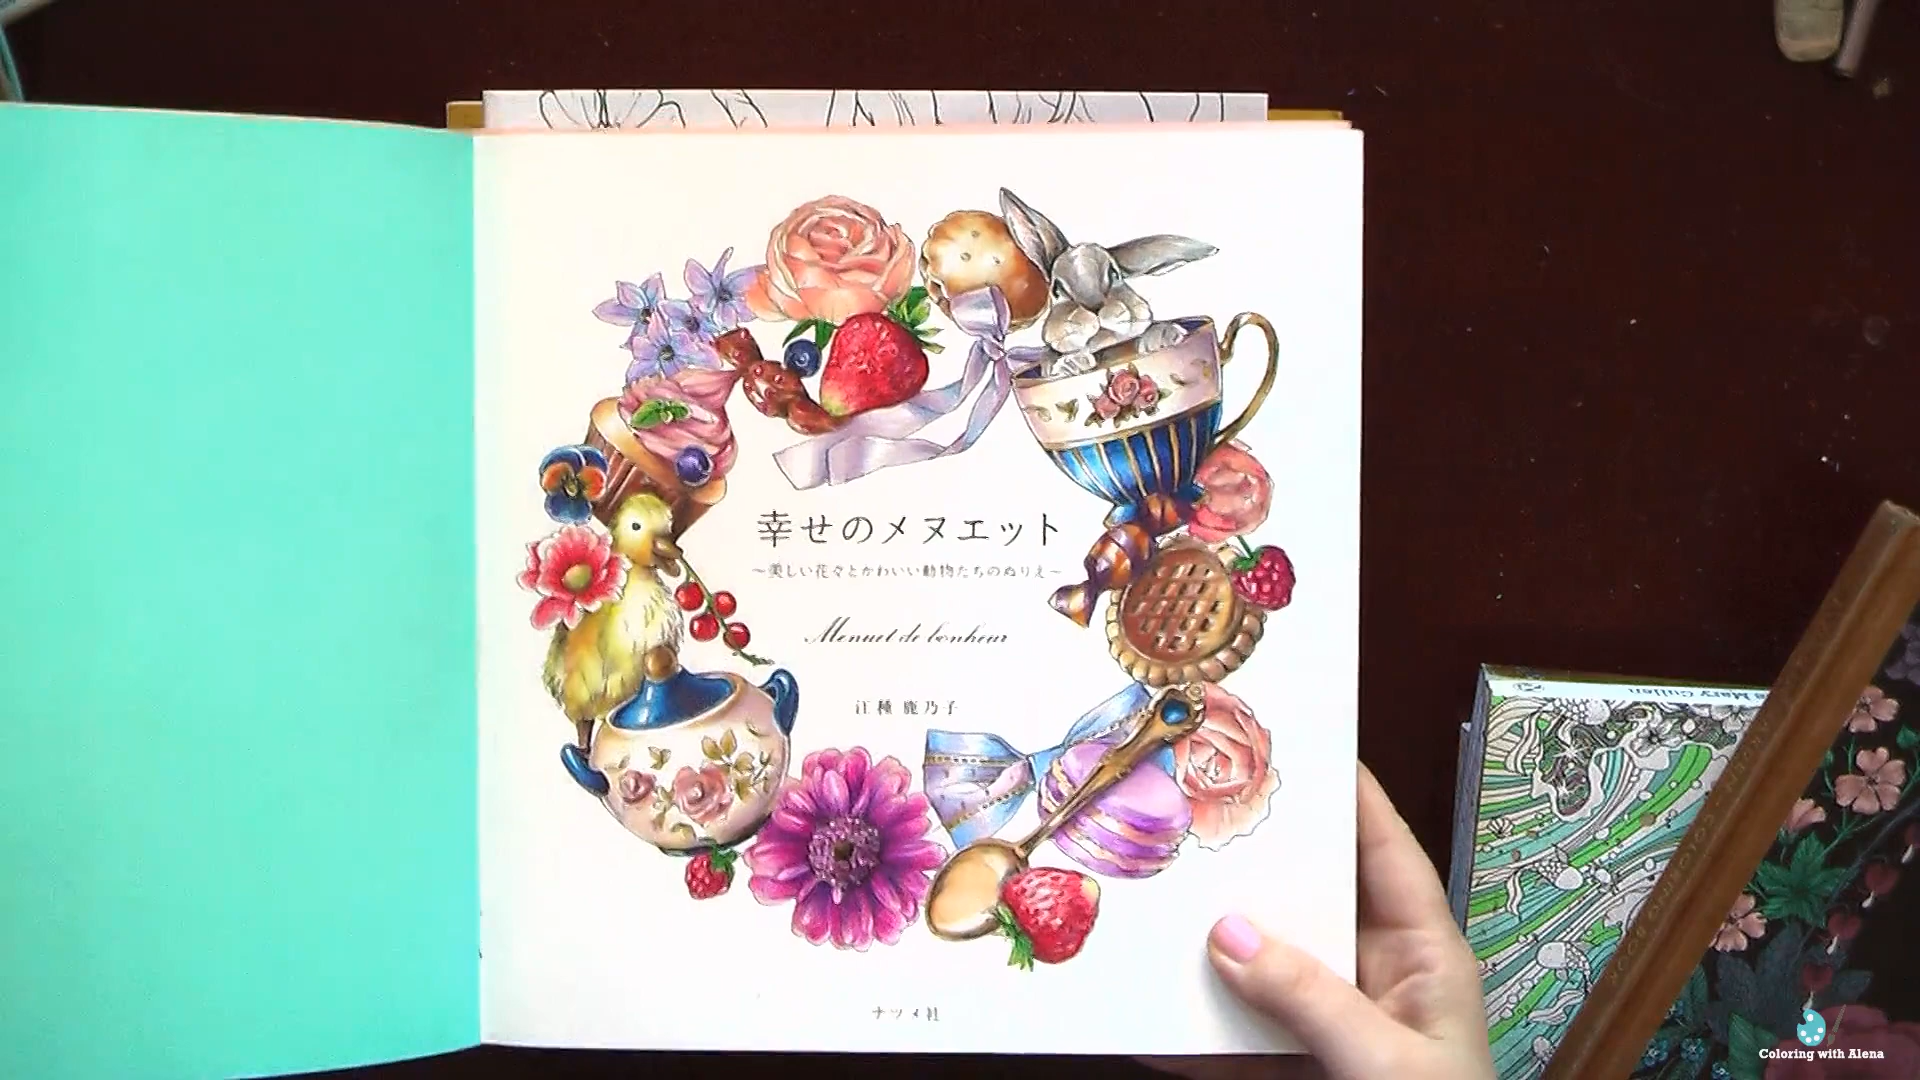 幸せのメヌエット
～美しい花々とかわいい動物たちのぬりえ～
Menuet de bonheur
江種 鹿乃子
ナツメ社
Mary Cullen
Coloring with Alena